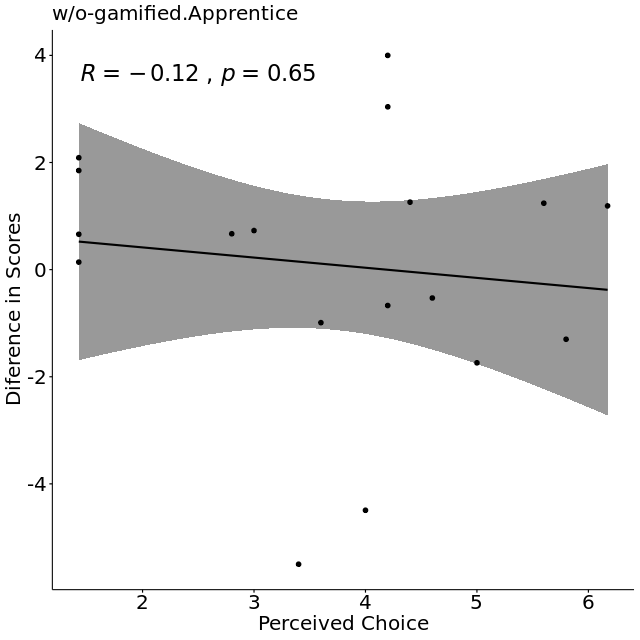 w/o-gamified.Apprentice
R = −0.12 , p = 0.65
4
2
0
-2
-4
Diference in Scores
2 3 4 5 6
Perceived Choice